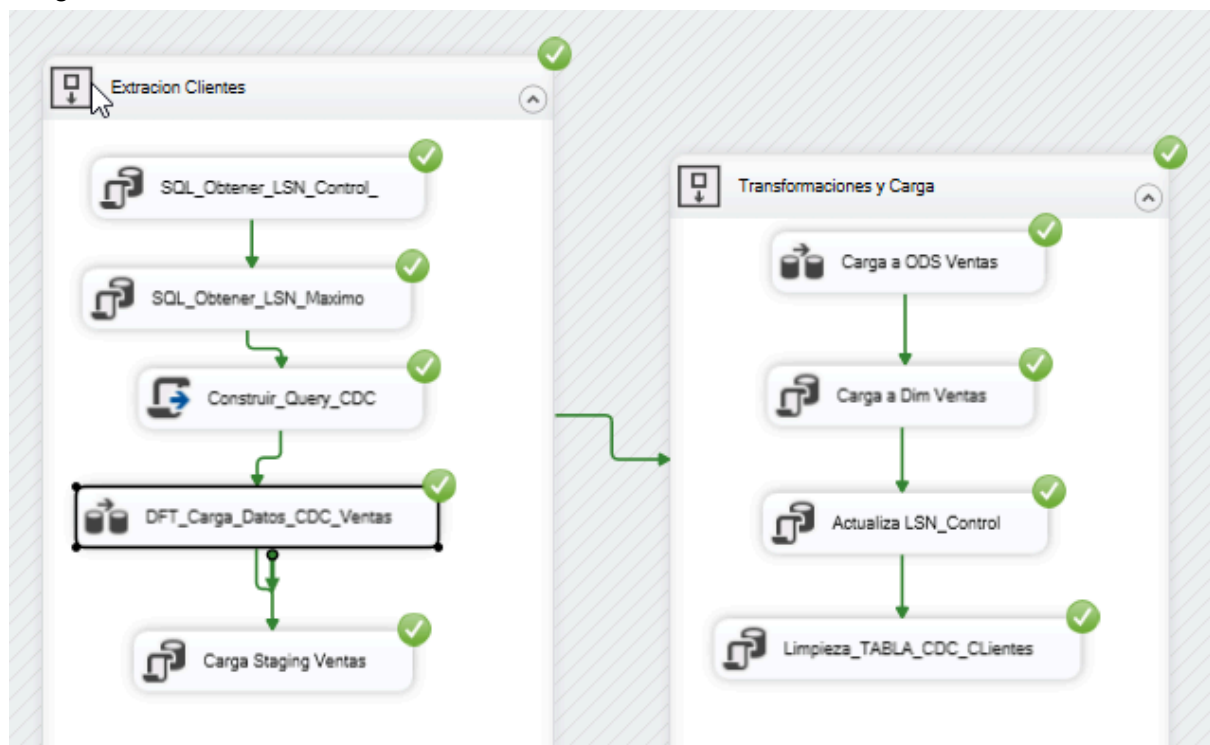 Extracion Clientes
SQL_Obtener_LSN_Control_
SQL_Obtener_LSN_Maximo
Construir_Query_CDC
DFT_Carga_Datos_CDC_Ventas
Carga Staging Ventas
Transformaciones y Carga
Carga a ODS Ventas
Carga a Dim Ventas
Actualiza LSN_Control
Limpieza_TABLA_CDC_CLientes